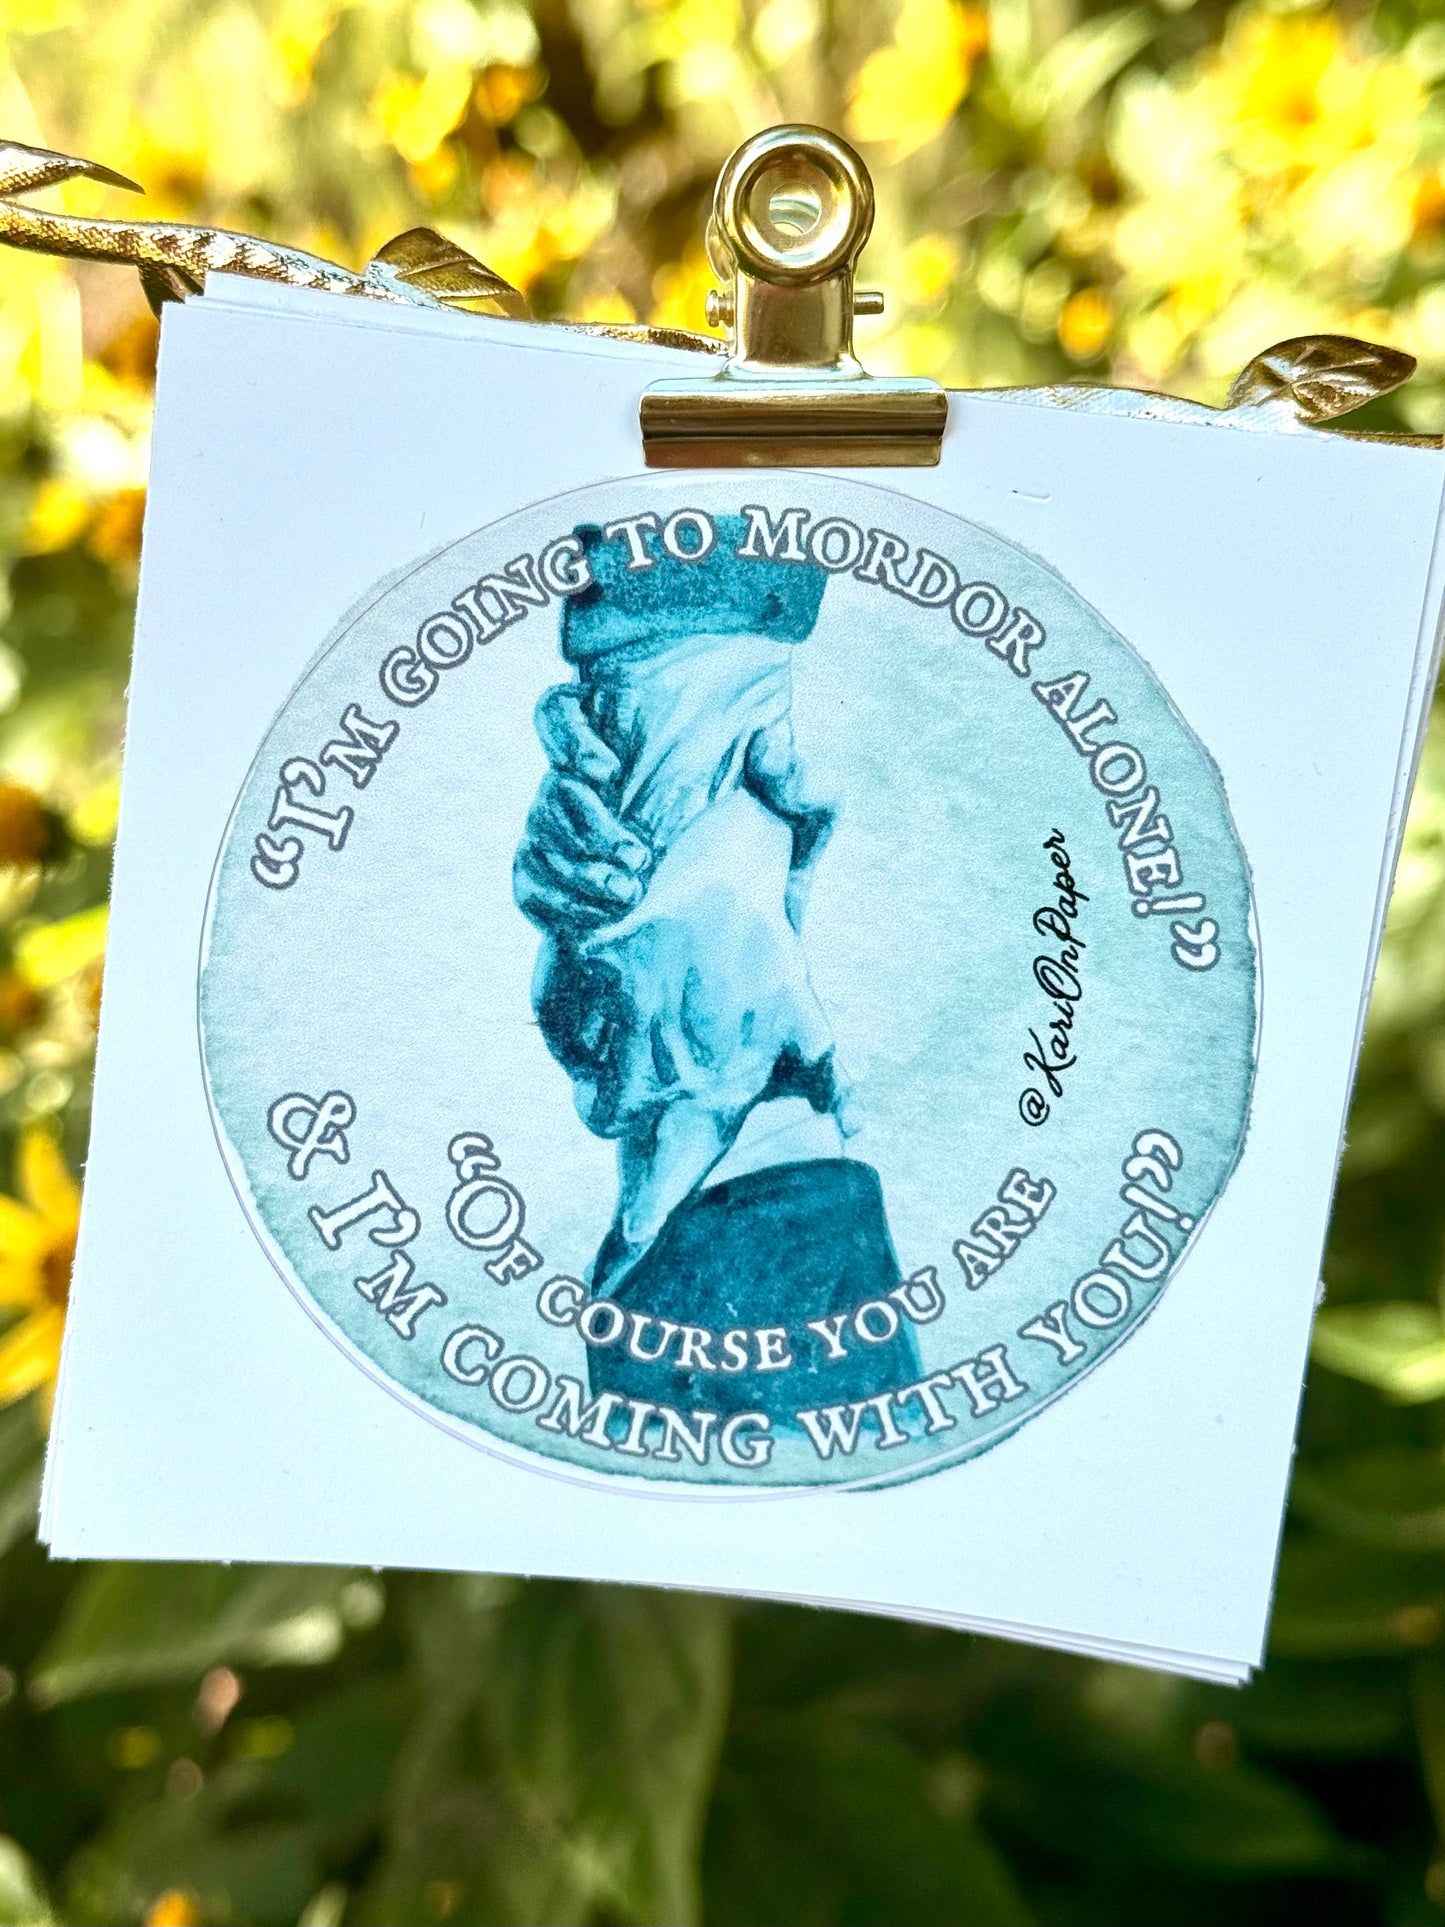 “I’M GOING TO MORDOR ALONE!”
@KariOnPaper
“OF COURSE YOU ARE
& I’M COMING WITH YOU!”